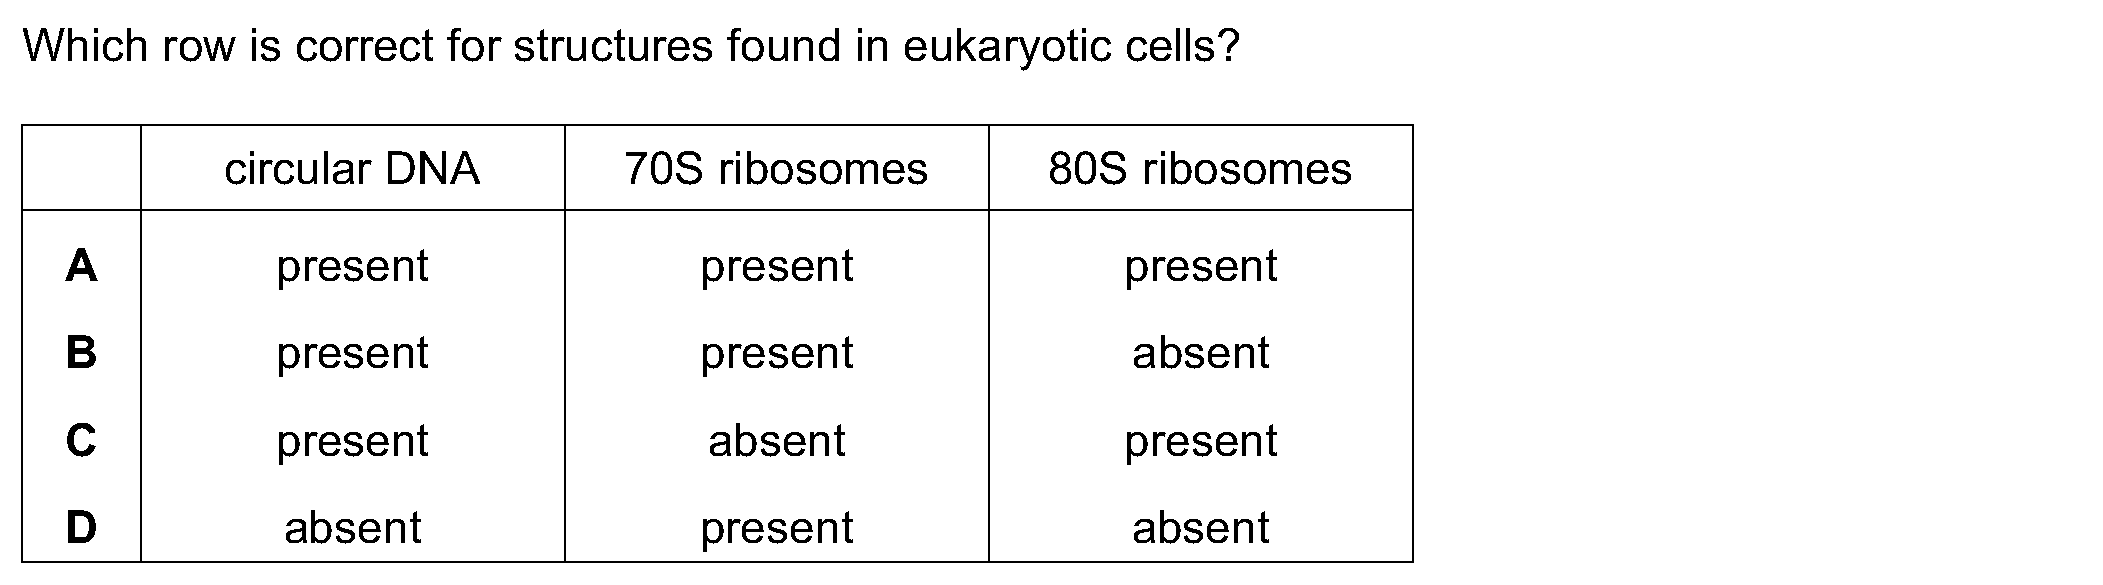 Which row is correct for structures found in eukaryotic cells?
circular DNA 70S ribosomes 80S ribosomes
A present present present
B present present absent
C present absent present
D absent present absent